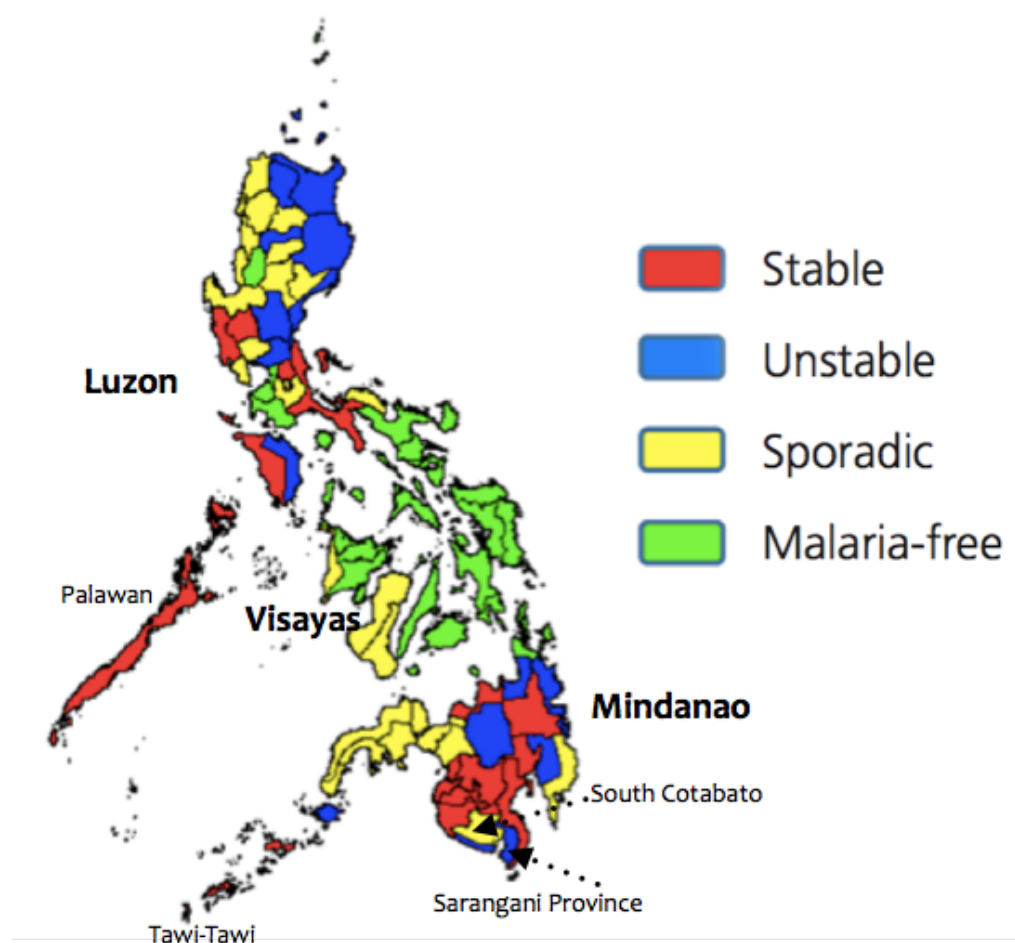 Stable
Unstable
Luzon
Sporadic
Malaria-free
Palawan
Visayas
Mindanao
South Cotabato
Sarangani Province
Tawi-Tawi